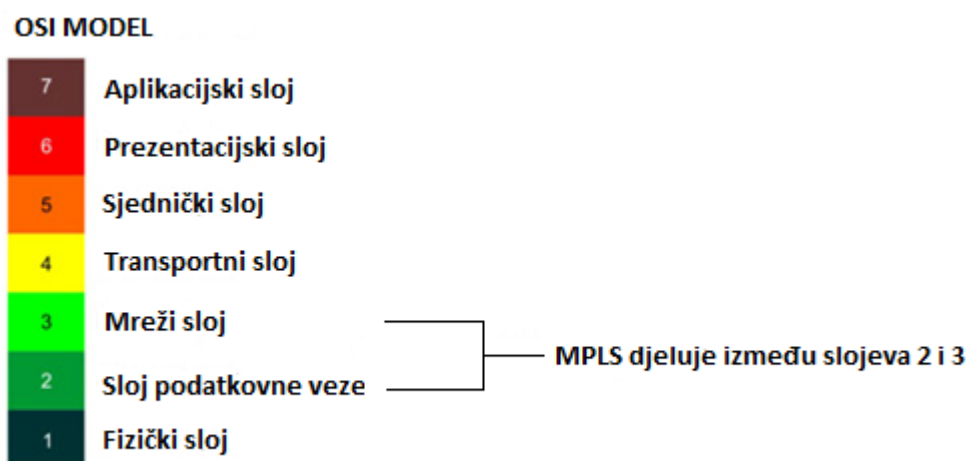 OSI MODEL
7 Aplikacijski sloj
6 Prezentacijski sloj
5 Sjednički sloj
4 Transportni sloj
3 Mreži sloj
MPLS djeluje između slojeva 2 i 3
2 Sloj podatkovne veze
1 Fizički sloj